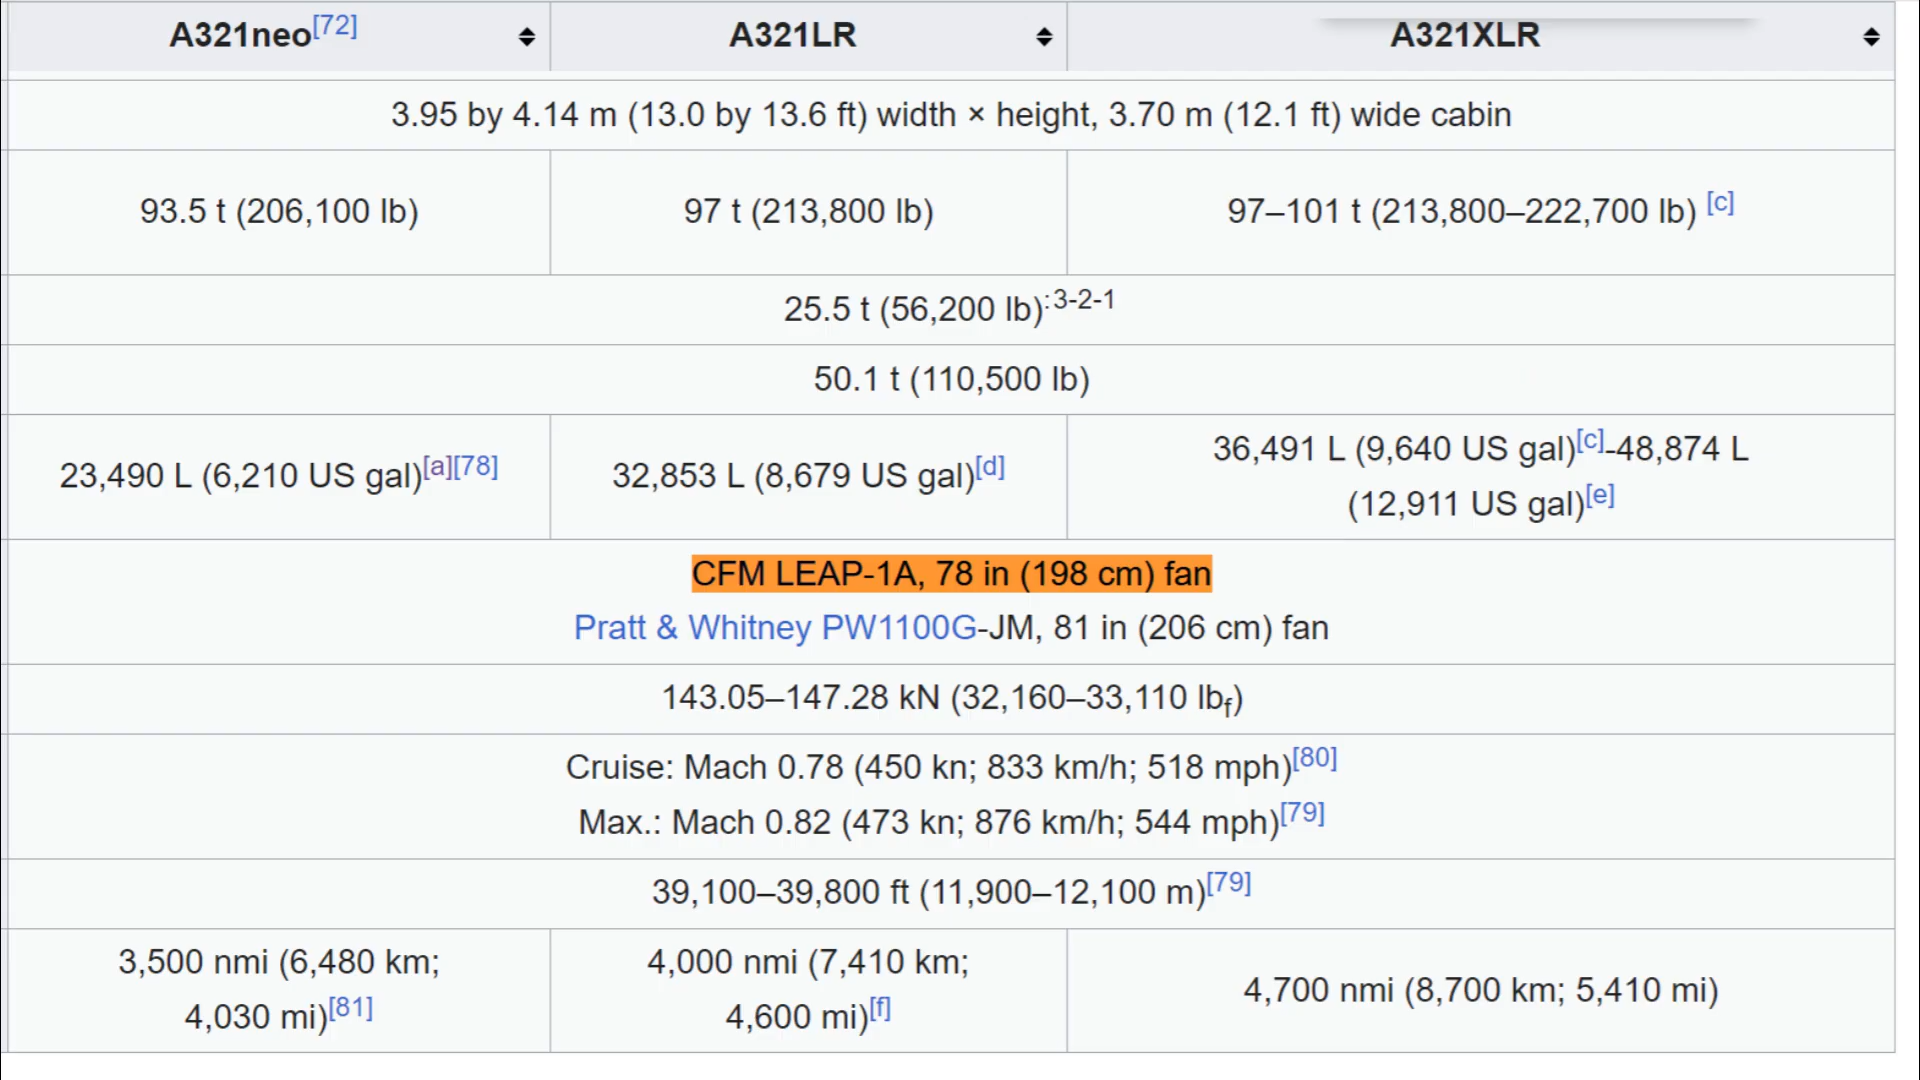 A321neo[72] A321LR A321XLR
3.95 by 4.14 m (13.0 by 13.6 ft) width × height, 3.70 m (12.1 ft) wide cabin
93.5 t (206,100 lb) 97 t (213,800 lb) 97–101 t (213,800–222,700 lb) [c]
25.5 t (56,200 lb):3-2-1
50.1 t (110,500 lb)
23,490 L (6,210 US gal)[a][78] 32,853 L (8,679 US gal)[d] 36,491 L (9,640 US gal)[c]-48,874 L
(12,911 US gal)[e]
CFM LEAP-1A, 78 in (198 cm) fan
Pratt & Whitney PW1100G-JM, 81 in (206 cm) fan
143.05–147.28 kN (32,160–33,110 lbf)
Cruise: Mach 0.78 (450 kn; 833 km/h; 518 mph)[80]
Max.: Mach 0.82 (473 kn; 876 km/h; 544 mph)[79]
39,100–39,800 ft (11,900–12,100 m)[79]
3,500 nmi (6,480 km;
4,030 mi)[81]
4,000 nmi (7,410 km;
4,600 mi)[f]
4,700 nmi (8,700 km; 5,410 mi)